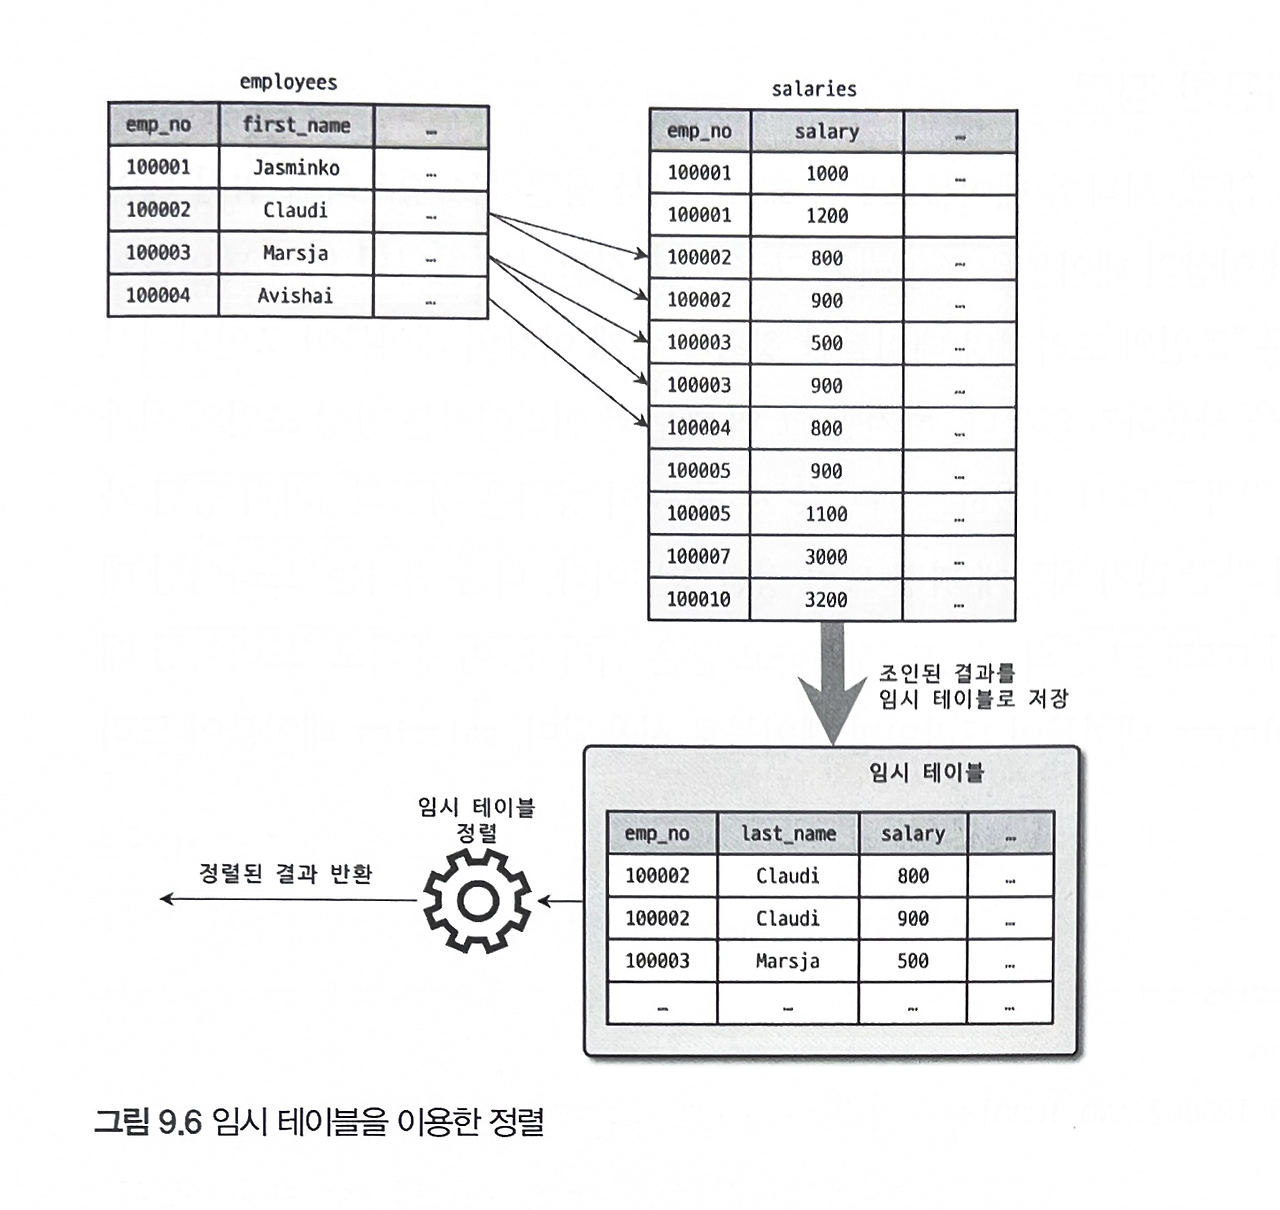 employees
emp_no first_name …
100001 Jasminko …
100002 Claudi …
100003 Marsja …
100004 Avishai …
salaries
emp_no salary …
100001 1000 …
100001 1200
100002 800 …
100002 900 …
100003 500 …
100003 900 …
100004 800 …
100005 900 …
100005 1100 …
100007 3000 …
100010 3200 …
조인된 결과를
임시 테이블로 저장
임시 테이블
emp_no last_name salary …
100002 Claudi 800 …
100002 Claudi 900 …
100003 Marsja 500 …
… … … …
임시 테이블
정렬
정렬된 결과 반환
그림 9.6 임시 테이블을 이용한 정렬